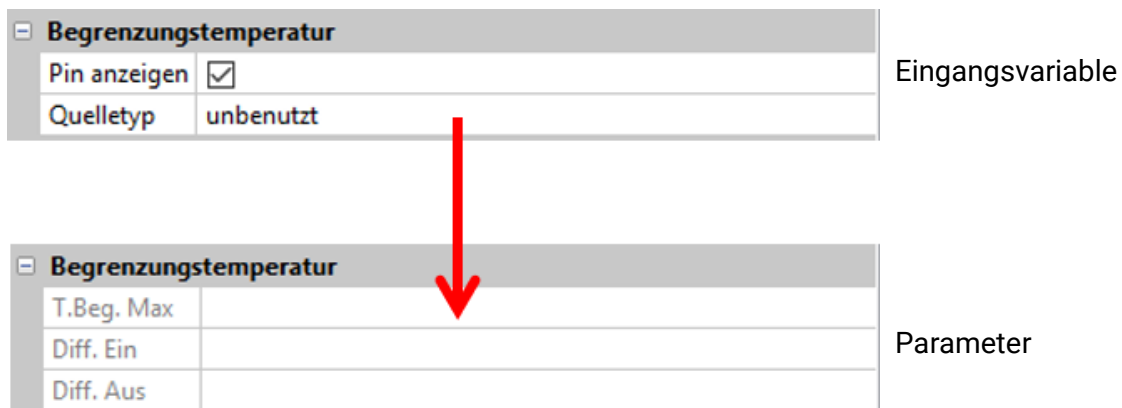 Begrenzungstemperatur
Pin anzeigen
Eingangsvariable
Quelletyp unbenutzt
Begrenzungstemperatur
T.Beg. Max
Diff. Ein
Parameter
Diff. Aus